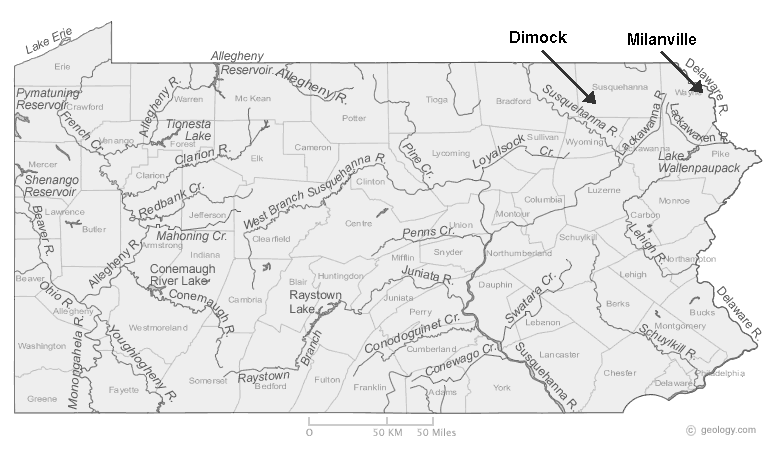 Dimock
Milanville
Lake Erie
Erie
Allegheny
Reservoir
Allegheny R.
Delaware R.
Pymatuning
Reservoir
Crawford
French Cr.
Allegheny R.
Warren
Mc Kean
Potter
Tioga
Bradford
Susquehanna
Susquehanna R.
Wayne
Lackawanna R.
Lackawaxen R.
Tionesta
Lake
Venango
Forest
Elk
Cameron
Pine Cr.
Lycoming
Loyalsock
Cr.
Sullivan
Wyoming
Lackawanna
Lake
Wallenpaupack
Pike
Mercer
Shenango
Reservoir
Clarion R.
Clarion
Redbank Cr.
Jefferson
West Branch Susquehanna R.
Clinton
Luzerne
Monroe
Beaver R.
Lawrence
Butler
Mahoning Cr.
Armstrong
Indiana
Clearfield
Centre
Union
Columbia
Montour
Carbon
Lehigh R.
Northampton
Allegheny R.
Penns Cr.
Mifflin
Snyder
Northumberland
Schuylkill
Beaver
Ohio R.
Allegheny
Conemaugh
River Lake
Conemaugh R.
Cambria
Blair
Huntingdon
Raystown
Lake
Juniata R.
Juniata
Perry
Dauphin
Swatara Cr.
Lehigh
Berks
Bucks
Delaware R.
Washington
Monongahela R.
Youghiogheny R.
Westmoreland
Somerset
Raystown
Branch
Bedford
Fulton
Franklin
Conodoguinet Cr.
Cumberland
Conewago Cr.
Adams
York
Lebanon
Lancaster
Susquehanna R.
Schuylkill R.
Montgomery
Chester
Delaware
Philadelphia
Greene
Fayette
0 50 KM 50 Miles
© geology.com